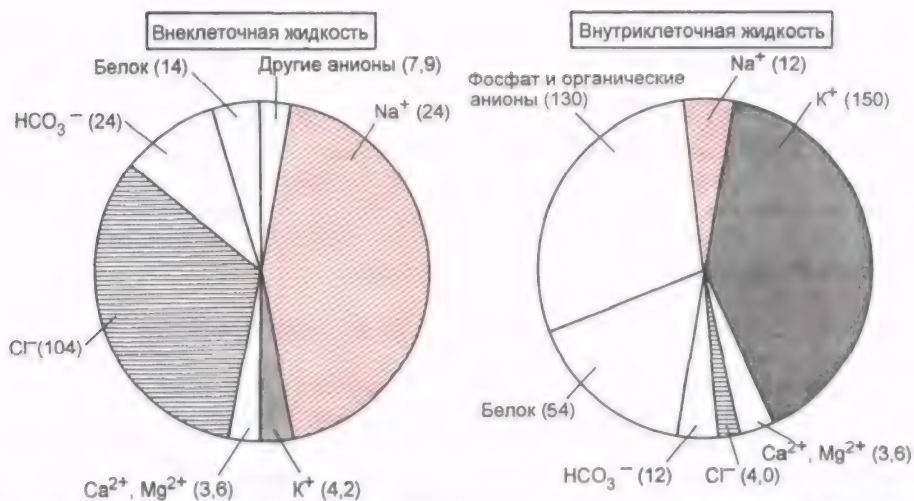 Внеклеточная жидкость
Белок (14)
Другие анионы (7,9)
HCO₃⁻ (24)
Na⁺ (24)
Cl⁻(104)
Ca²⁺, Mg²⁺ (3,6)
K⁺ (4,2)
Внутриклеточная жидкость
Фосфат и органические
анионы (130)
Na⁺ (12)
K⁺ (150)
Белок (54)
HCO₃⁻ (12)
Cl⁻ (4,0)
Ca²⁺, Mg²⁺ (3,6)